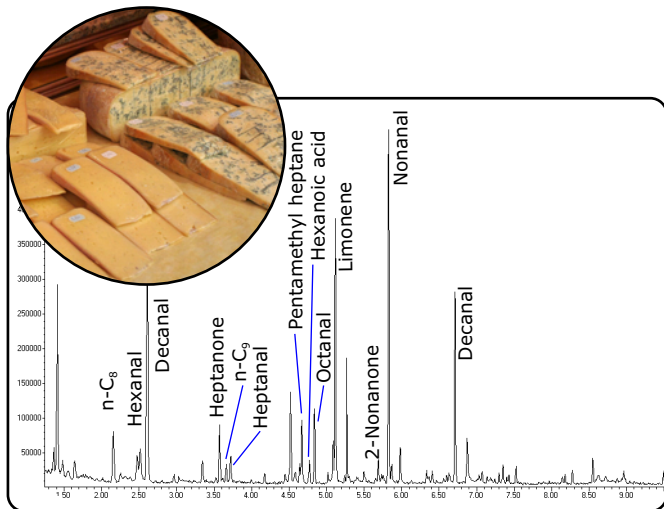 n-C₈
Hexanal
Decanal
Heptanone
n-C₉
Heptanal
Pentamethyl heptane
Hexanoic acid
Octanal
Limonene
2-Nonanone
Nonanal
Decanal
350000
300000
250000
200000
150000
100000
50000
1.50 2.00 2.50 3.00 3.50 4.00 4.50 5.00 5.50 6.00 6.50 7.00 7.50 8.00 8.50 9.00